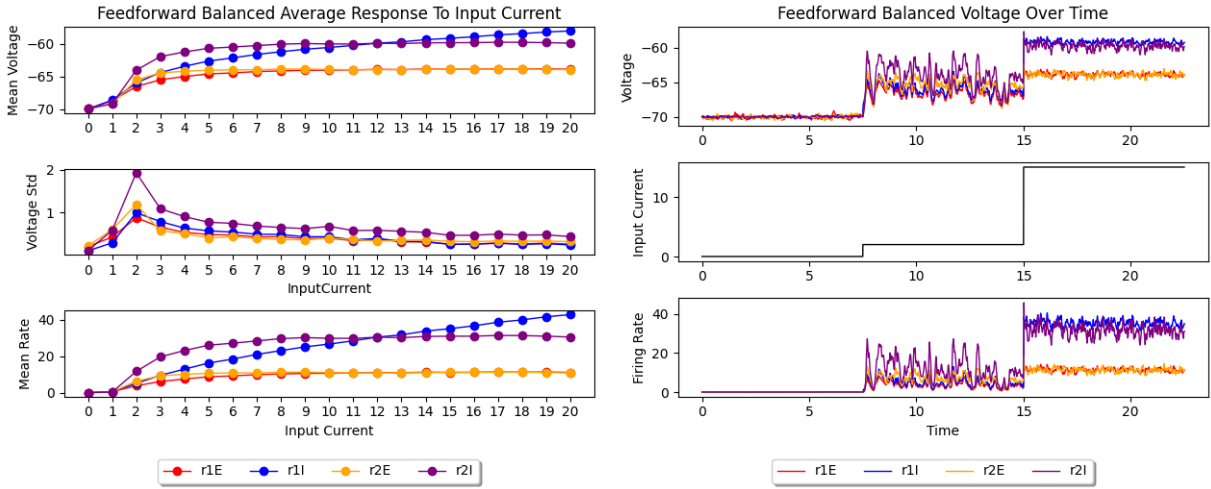 Feedforward Balanced Average Response To Input Current
Mean Voltage
−60
−65
−70
0 1 2 3 4 5 6 7 8 9 10 11 12 13 14 15 16 17 18 19 20
Voltage Std
2
1
0 1 2 3 4 5 6 7 8 9 10 11 12 13 14 15 16 17 18 19 20
InputCurrent
Mean Rate
40
20
0
0 1 2 3 4 5 6 7 8 9 10 11 12 13 14 15 16 17 18 19 20
Input Current
r1E r1I r2E r2I
Feedforward Balanced Voltage Over Time
Voltage
−60
−65
−70
0 5 10 15 20
Input Current
10
0
0 5 10 15 20
Firing Rate
40
20
0
0 5 10 15 20
Time
r1E r1I r2E r2I